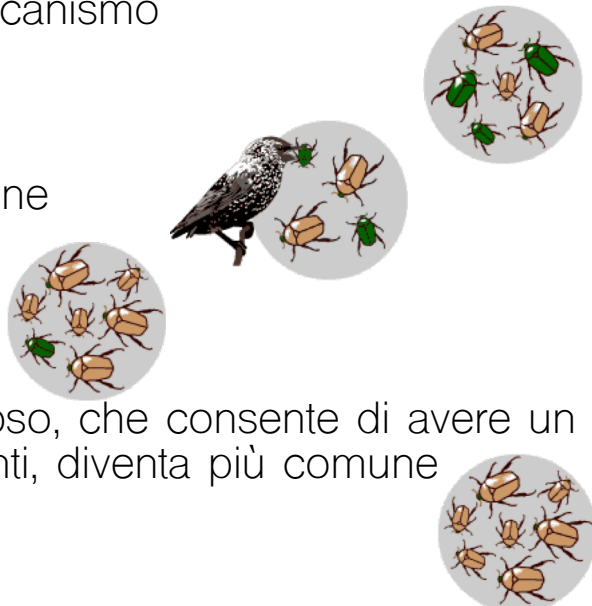 canismo
ne
oso, che consente di avere un
nti, diventa più comune